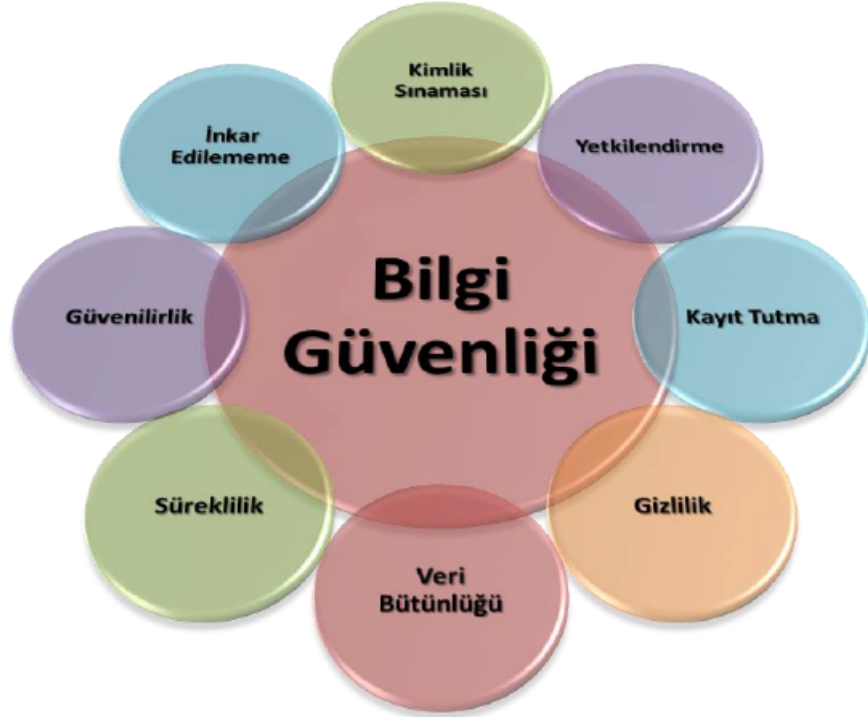 Bilgi
Güvenliği
Kimlik
Sınaması
Yetkilendirme
Kayıt Tutma
Gizlilik
Veri
Bütünlüğü
Süreklilik
Güvenilirlik
İnkar
Edilememe